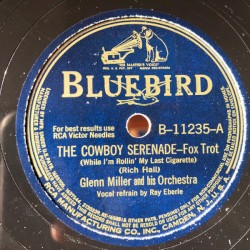 "HIS MASTER'S VOICE"
BLUEBIRD
For best results use
RCA Victor Needles
B-11235-A
THE COWBOY SERENADE—Fox Trot
(While I'm Rollin' My Last Cigarette)
(Rich Hall)
Glenn Miller and his Orchestra
Vocal refrain by Ray Eberle
RCA MANUFACTURING CO., INC., CAMDEN, N.J., U.S.A.